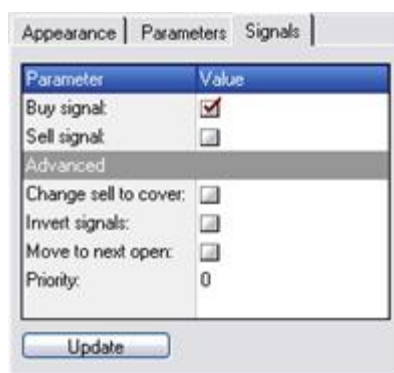 Appearance Parameters Signals
Parameter Value
Buy signal:
Sell signal:
Advanced
Change sell to cover:
Invert signals:
Move to next open:
Priority: 0
Update